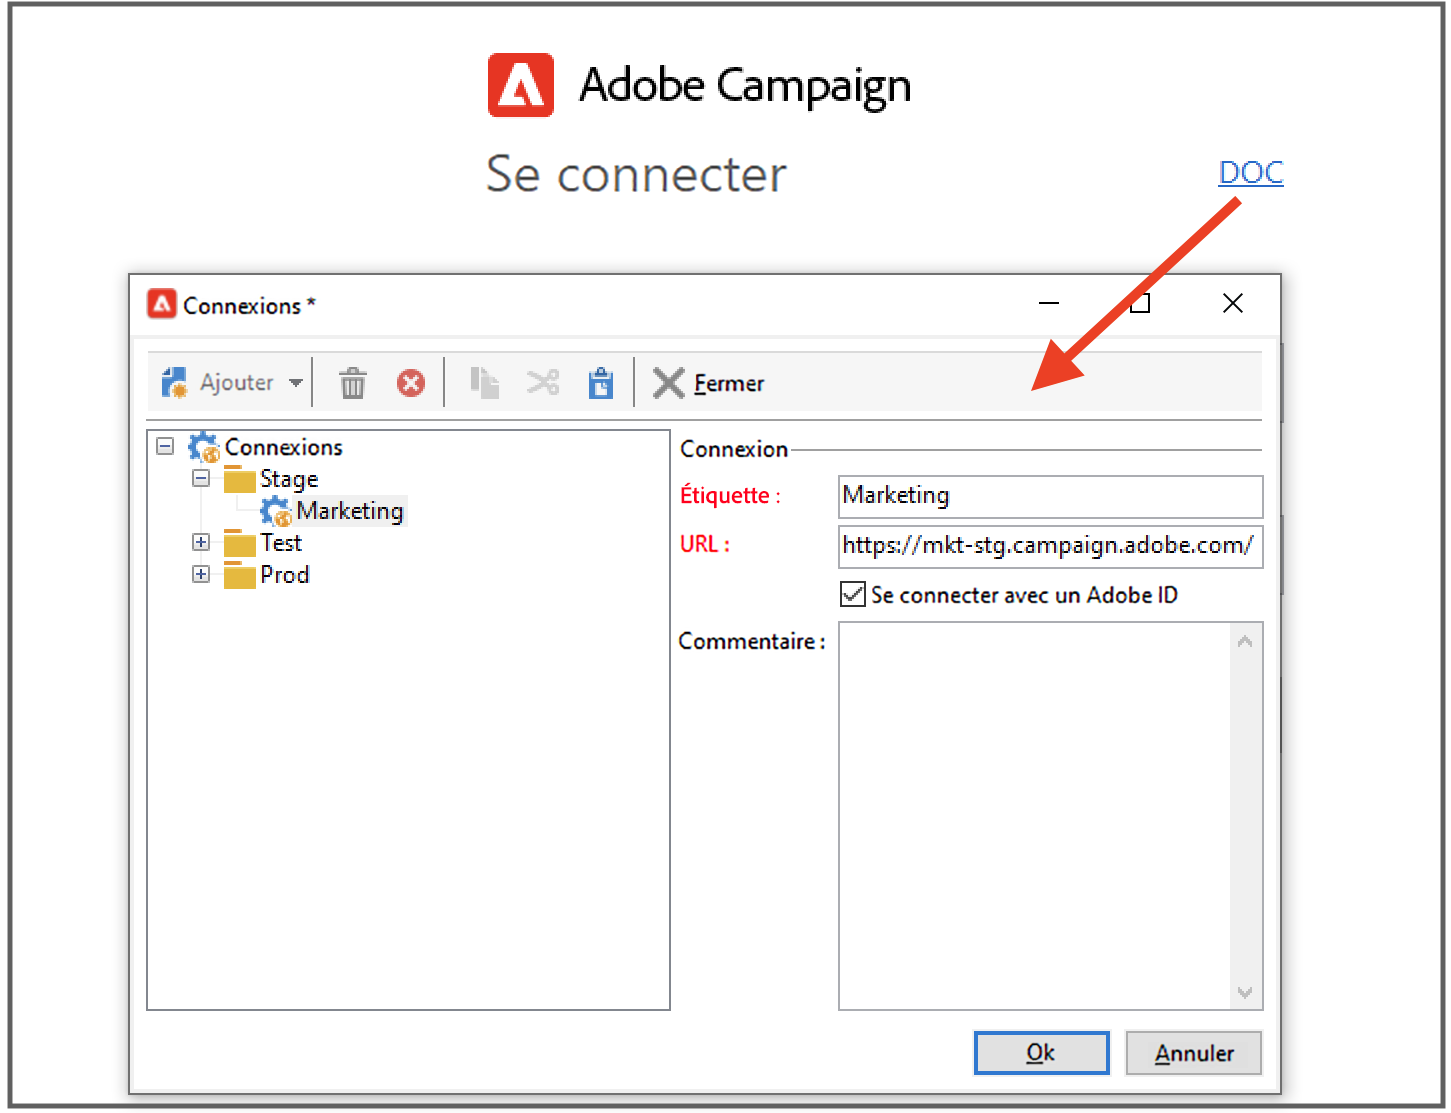 Adobe Campaign
Se connecter
DOC
Connexions *
Ajouter
Fermer
Connexions
Stage
Marketing
Test
Prod
Connexion
Étiquette :
Marketing
URL :
https://mkt-stg.campaign.adobe.com/
Se connecter avec un Adobe ID
Commentaire :
Ok
Annuler